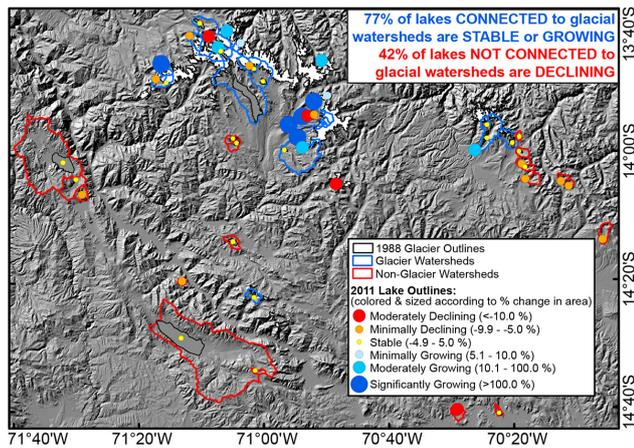 77% of lakes CONNECTED to glacial
watersheds are STABLE or GROWING
42% of lakes NOT CONNECTED to
glacial watersheds are DECLINING
13°40'S
14°00'S
14°20'S
14°40'S
1988 Glacier Outlines
Glacier Watersheds
Non-Glacier Watersheds
2011 Lake Outlines:
(colored & sized according to % change in area)
Moderately Declining (<-10.0 %)
Minimally Declining (-9.9 - -5.0 %)
Stable (-4.9 - 5.0 %)
Minimally Growing (5.1 - 10.0 %)
Moderately Growing (10.1 - 100.0 %)
Significantly Growing (>100.0 %)
71°40'W 71°20'W 71°00'W 70°40'W 70°20'W